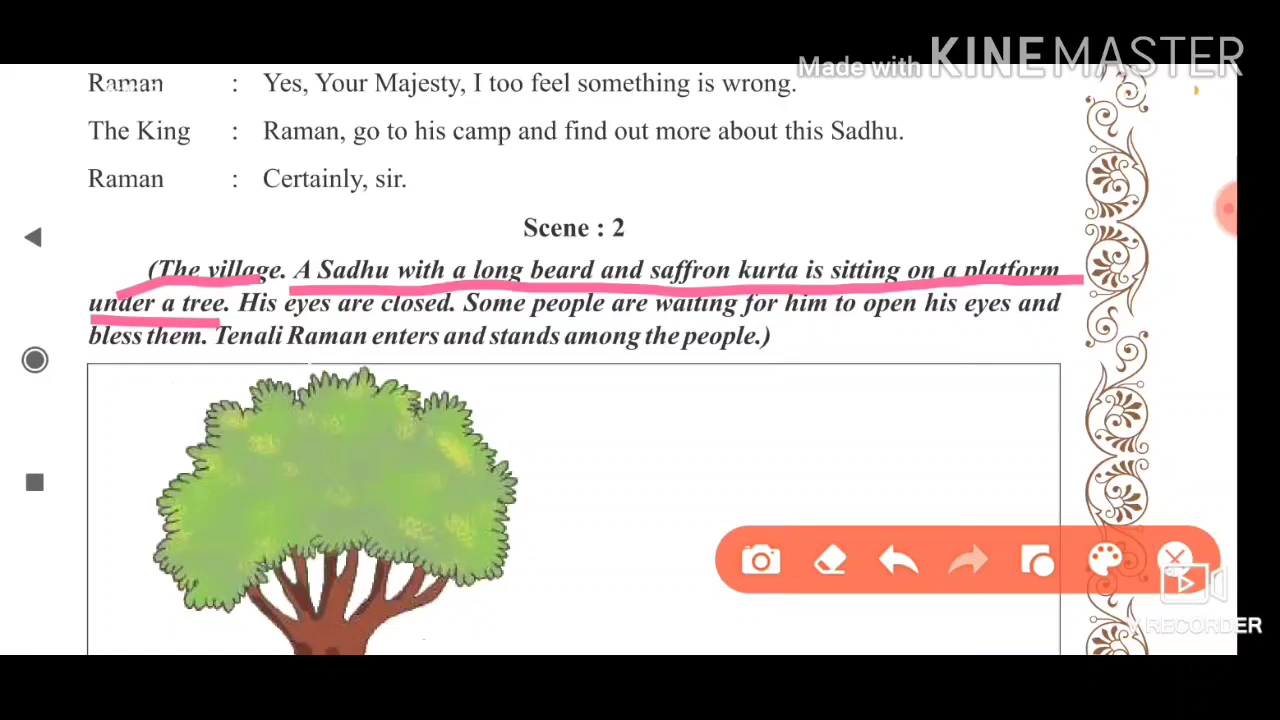 Made with KINEMASTER
Raman : Yes, Your Majesty, I too feel something is wrong.
The King : Raman, go to his camp and find out more about this Sadhu.
Raman : Certainly, sir.
Scene : 2
(The village. A Sadhu with a long beard and saffron kurta is sitting on a platform
under a tree. His eyes are closed. Some people are waiting for him to open his eyes and
bless them. Tenali Raman enters and stands among the people.)
RECORDER